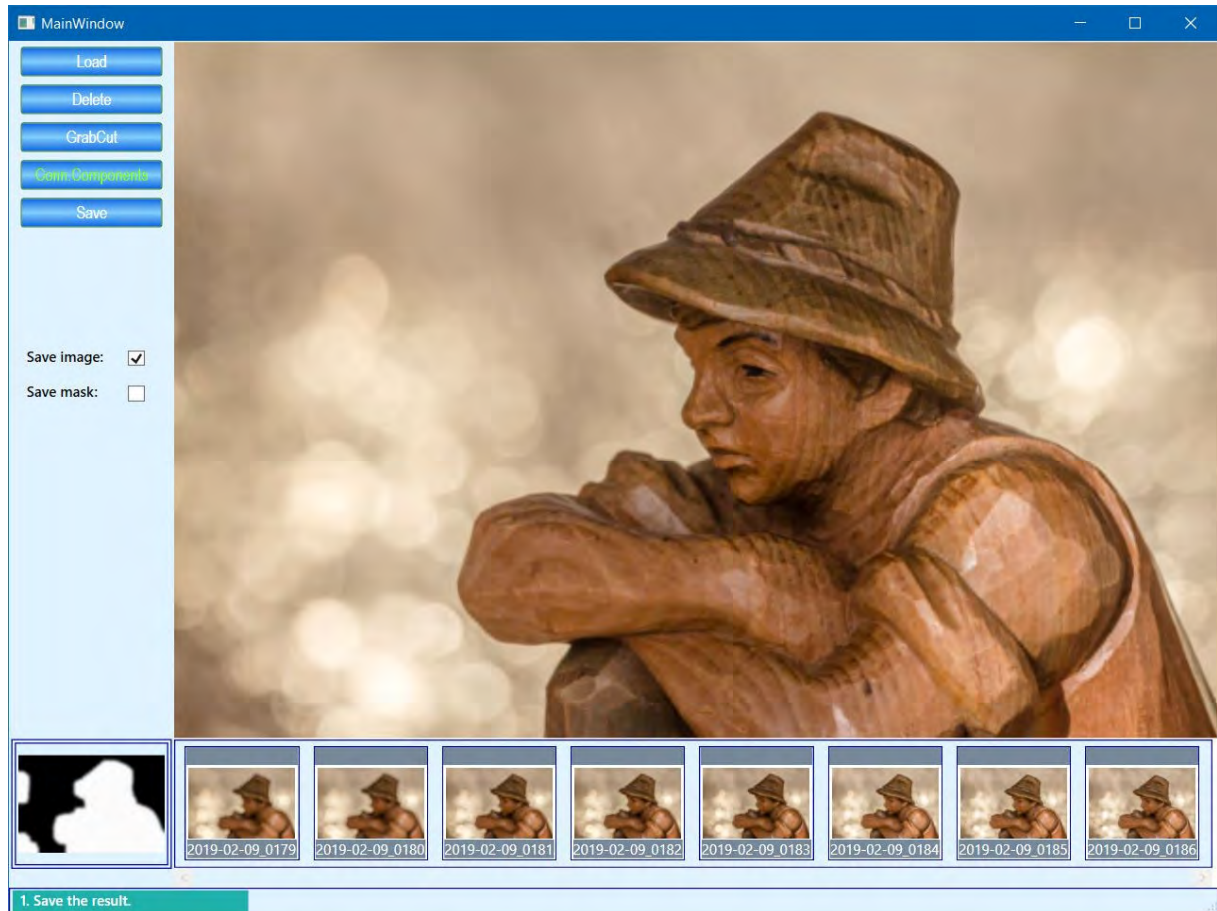 MainWindow
Load
Delete
GrabCut
Conn.Components
Save
Save image:
Save mask:
2019-02-09_0179
2019-02-09_0180
2019-02-09_0181
2019-02-09_0182
2019-02-09_0183
2019-02-09_0184
2019-02-09_0185
2019-02-09_0186
1. Save the result.